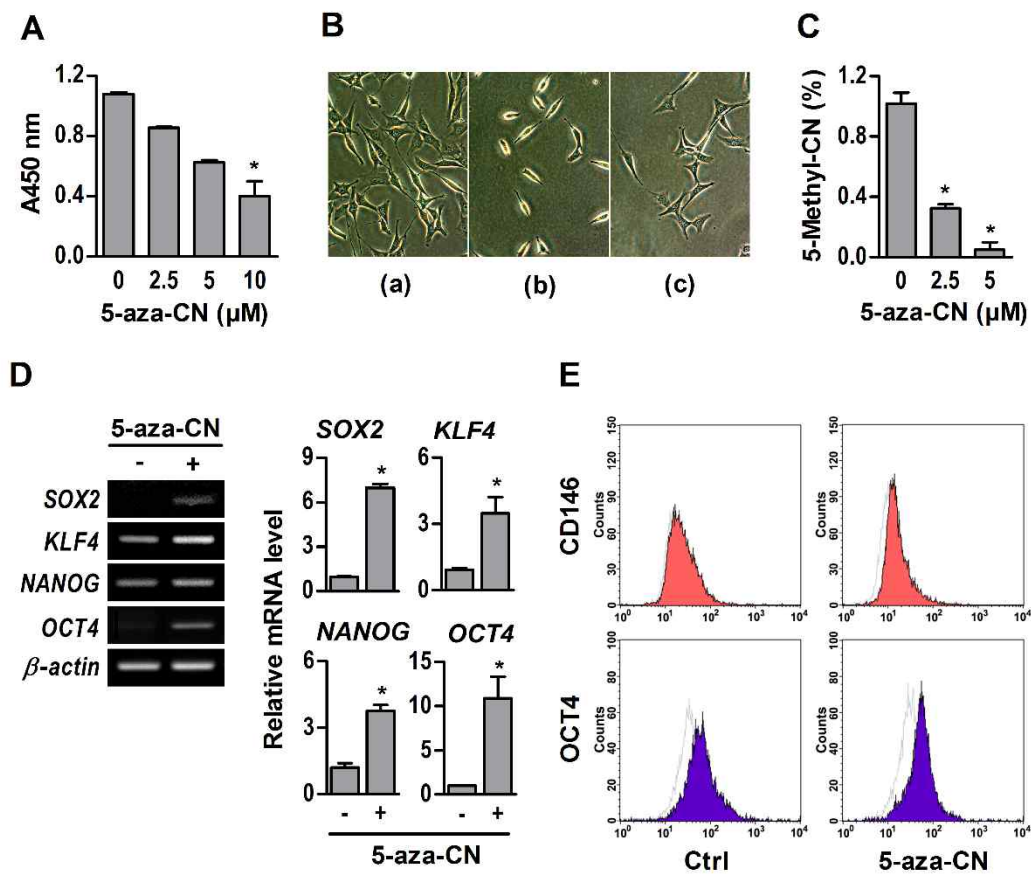 A
1.2
0.8
0.4
0.0
A450 nm
*
0 2.5 5 10
5-aza-CN (µM)
B
(a) (b) (c)
C
1.2
0.8
0.4
0.0
5-Methyl-CN (%)
* *
0 2.5 5
5-aza-CN (µM)
D
5-aza-CN
- +
SOX2
KLF4
NANOG
OCT4
β-actin
Relative mRNA level
SOX2
9
6
3
0
*
KLF4
6
3
0
*
NANOG
6
3
0
*
- +
OCT4
15
10
5
0
*
- +
5-aza-CN
E
CD146
Counts
150
120
90
60
30
0
10⁰ 10¹ 10² 10³ 10⁴
Counts
150
120
90
60
30
0
10⁰ 10¹ 10² 10³ 10⁴
OCT4
Counts
100
80
60
40
20
0
10⁰ 10¹ 10² 10³ 10⁴
Ctrl
Counts
100
80
60
40
20
0
10⁰ 10¹ 10² 10³ 10⁴
5-aza-CN